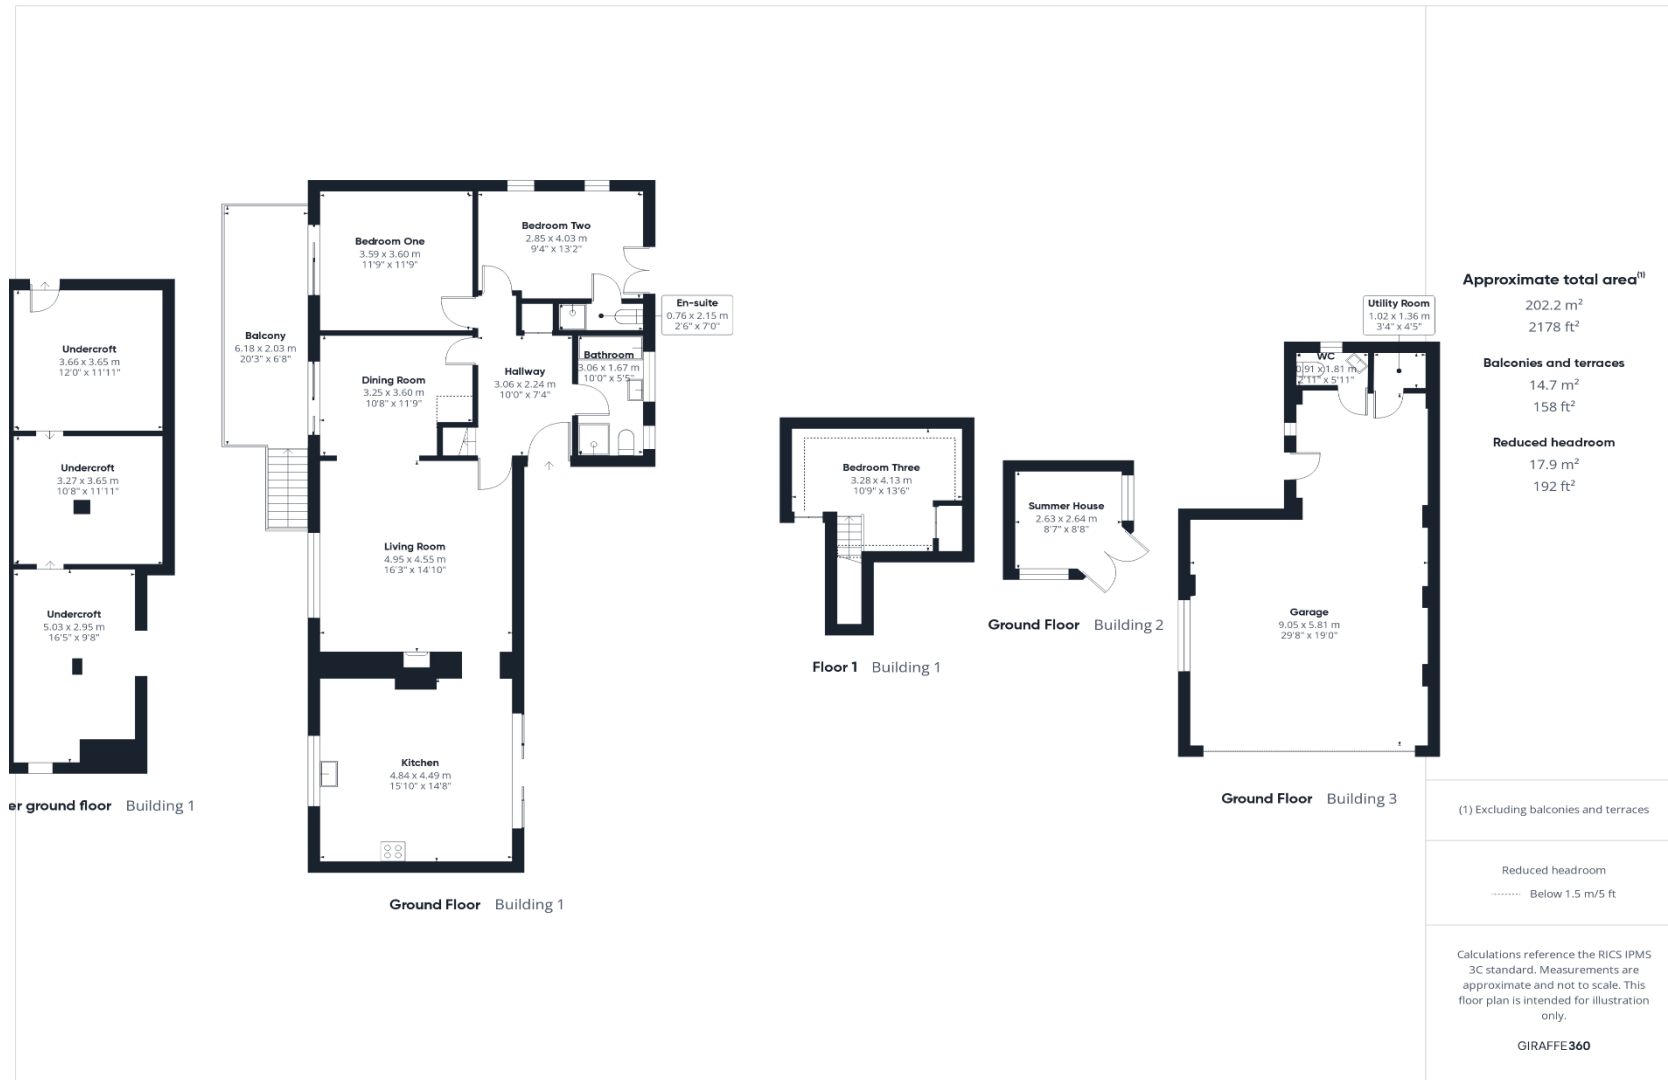 Undercroft
3.66 x 3.65 m
12'0" x 11'11"
Undercroft
3.27 x 3.65 m
10'8" x 11'11"
Undercroft
5.03 x 2.95 m
16'5" x 9'8"
er ground floor Building 1
Bedroom One
3.59 x 3.60 m
11'9" x 11'9"
Bedroom Two
2.85 x 4.03 m
9'4" x 13'2"
En-suite
0.76 x 2.15 m
2'6" x 7'0"
Balcony
6.18 x 2.03 m
20'3" x 6'8"
Dining Room
3.25 x 3.60 m
10'8" x 11'9"
Hallway
3.06 x 2.24 m
10'0" x 7'4"
Bathroom
3.06 x 1.67 m
10'0" x 5'5"
Living Room
4.95 x 4.55 m
16'3" x 14'10"
Kitchen
4.84 x 4.49 m
15'10" x 14'8"
Ground Floor Building 1
Bedroom Three
3.28 x 4.13 m
10'9" x 13'6"
Floor 1 Building 1
Summer House
2.63 x 2.64 m
8'7" x 8'8"
Ground Floor Building 2
Utility Room
1.02 x 1.36 m
3'4" x 4'5"
WC
0.91 x 1.81 m
2'11" x 5'11"
Garage
9.05 x 5.81 m
29'8" x 19'0"
Ground Floor Building 3
Approximate total area(1)
202.2 m²
2178 ft²
Balconies and terraces
14.7 m²
158 ft²
Reduced headroom
17.9 m²
192 ft²
(1) Excluding balconies and terraces
Reduced headroom
Below 1.5 m/5 ft
Calculations reference the RICS IPMS
3C standard. Measurements are
approximate and not to scale. This
floor plan is intended for illustration
only.
GIRAFFE360